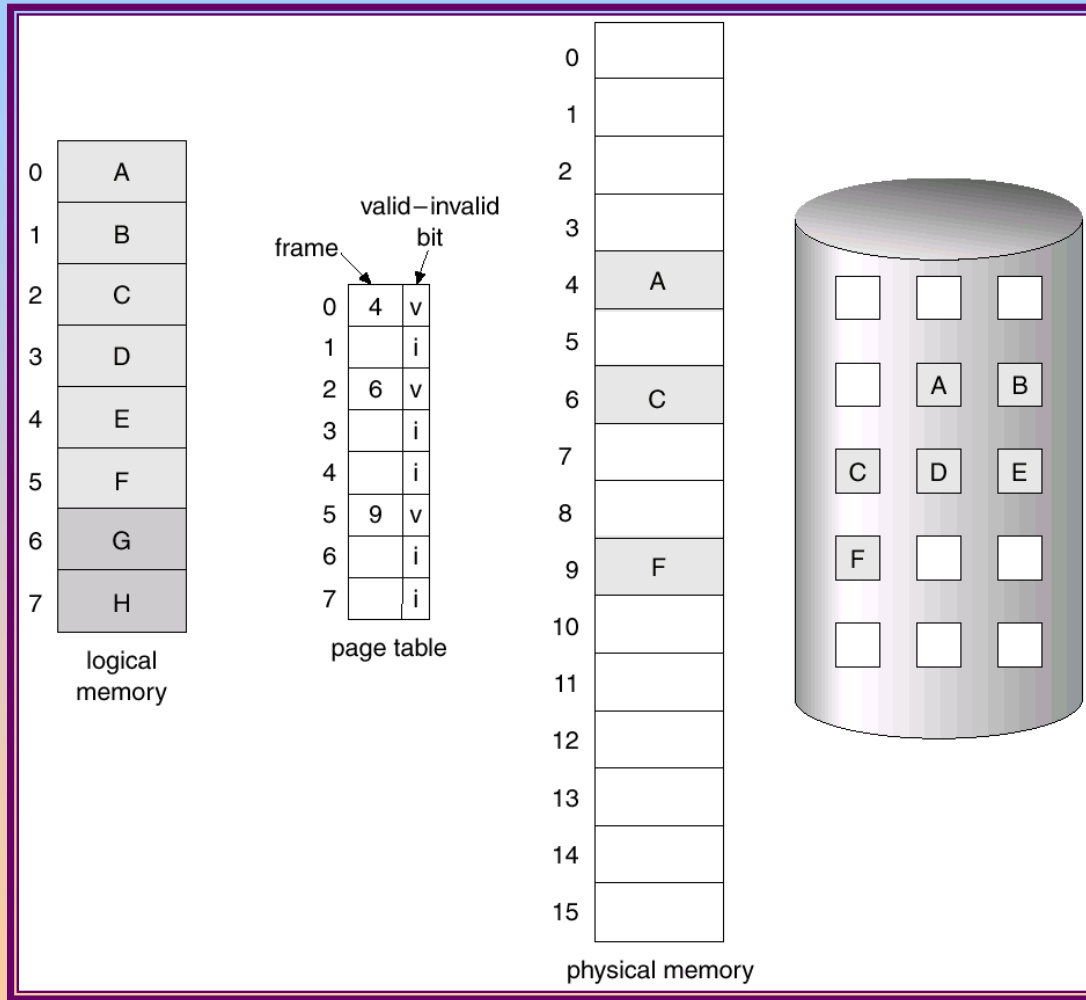 0 A
1 B
2 C
3 D
4 E
5 F
6 G
7 H
logical
memory
valid–invalid
bit
frame
0 4 v
1 i
2 6 v
3 i
4 i
5 9 v
6 i
7 i
page table
0
1
2
3
4 A
5
6 C
7
8
9 F
10
11
12
13
14
15
physical memory
A B
C D E
F